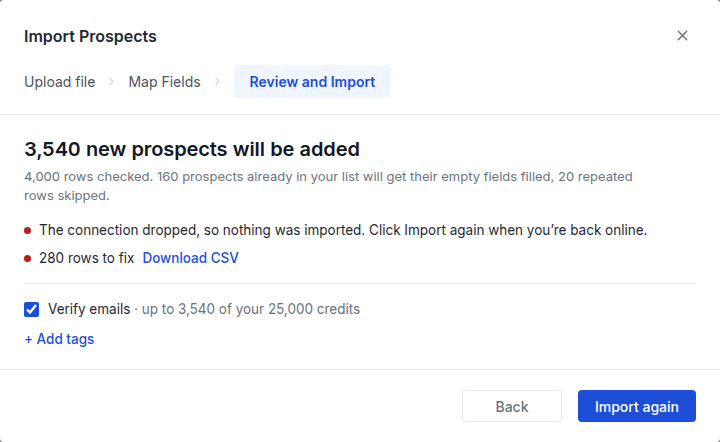 Import Prospects
Upload file
Map Fields
Review and Import
3,540 new prospects will be added
4,000 rows checked. 160 prospects already in your list will get their empty fields filled, 20 repeated
rows skipped.
The connection dropped, so nothing was imported. Click Import again when you’re back online.
280 rows to fix Download CSV
Verify emails · up to 3,540 of your 25,000 credits
+ Add tags
Back
Import again